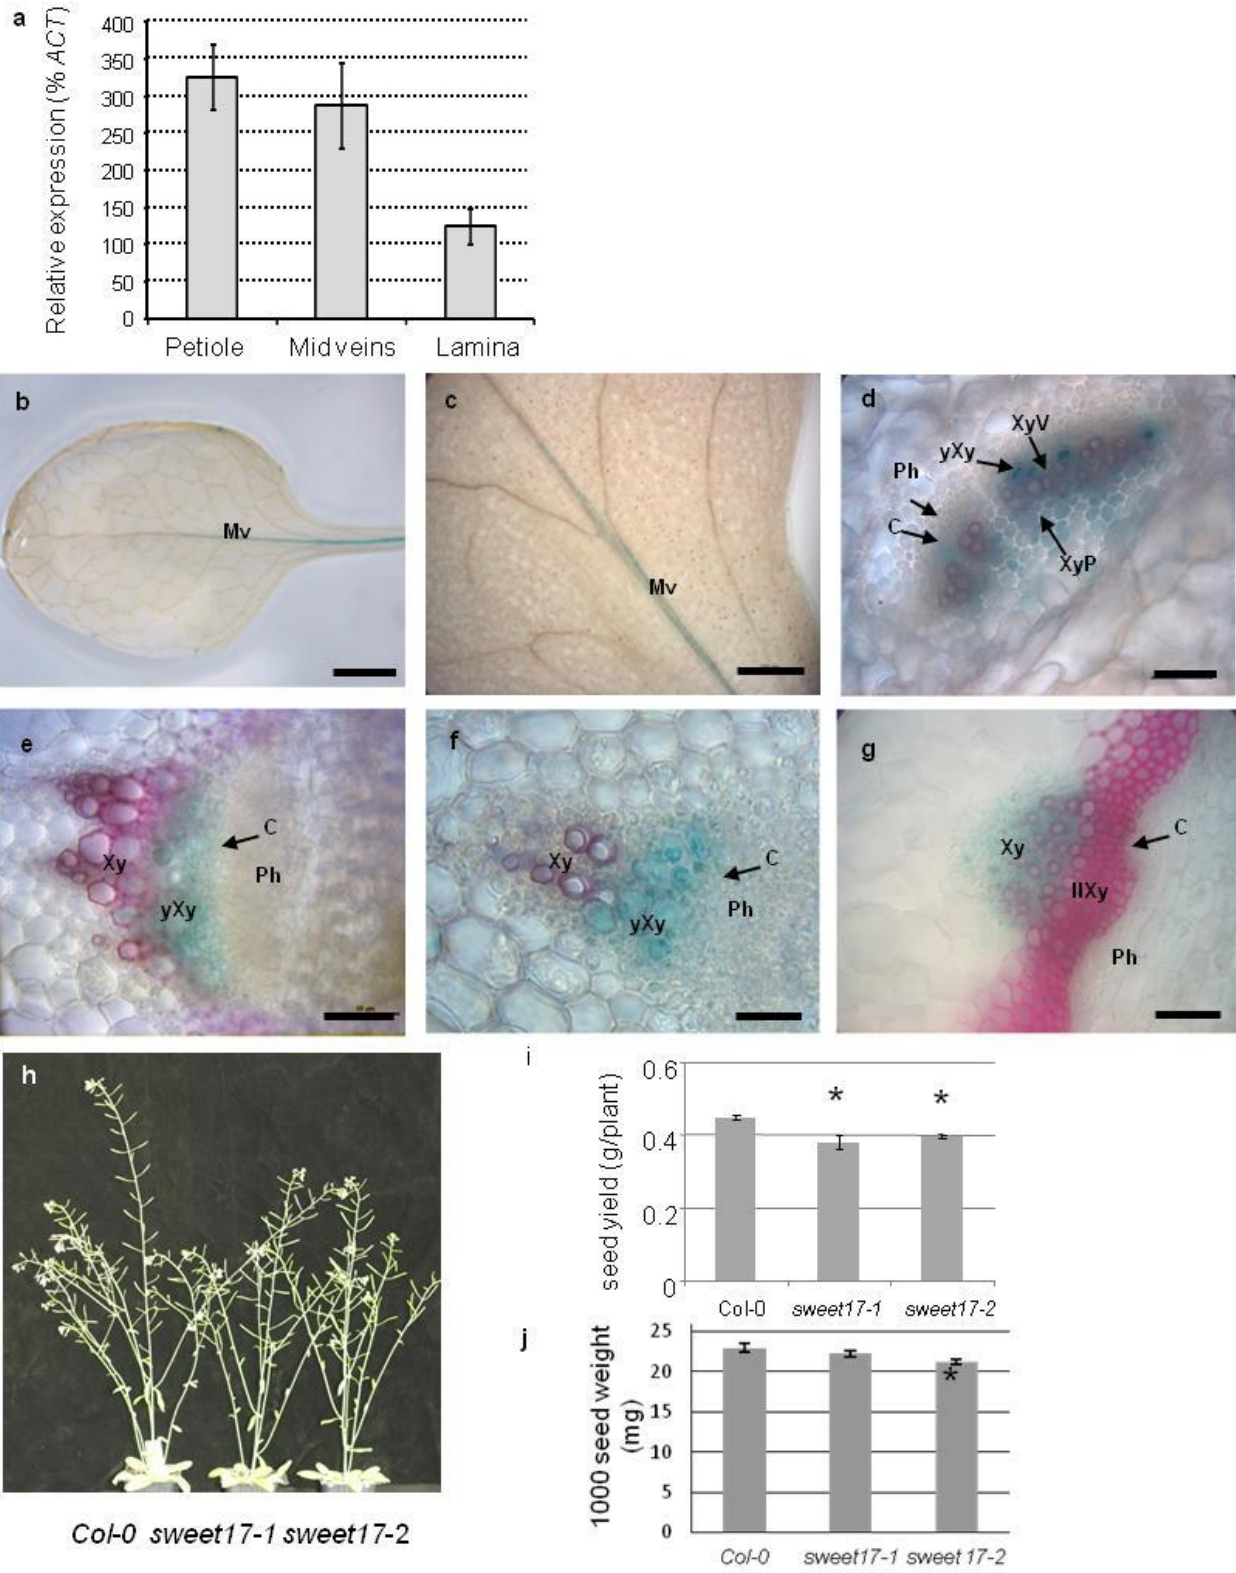 a
Relative expression (% ACT)
400
350
300
250
200
150
100
50
0
Petiole Midveins Lamina
b
Mv
c
Mv
d
XyV
yXy
Ph
C
XyP
e
C
Xy
Ph
yXy
f
Xy
C
Ph
yXy
g
C
Xy
IIXy
Ph
h
Col-0 sweet17-1 sweet17-2
i
seed yield (g/plant)
0.6
0.4
0.2
0
* *
Col-0 sweet17-1 sweet17-2
j
1000 seed weight
(mg)
25
20
15
10
5
0
*
Col-0 sweet17-1 sweet 17-2